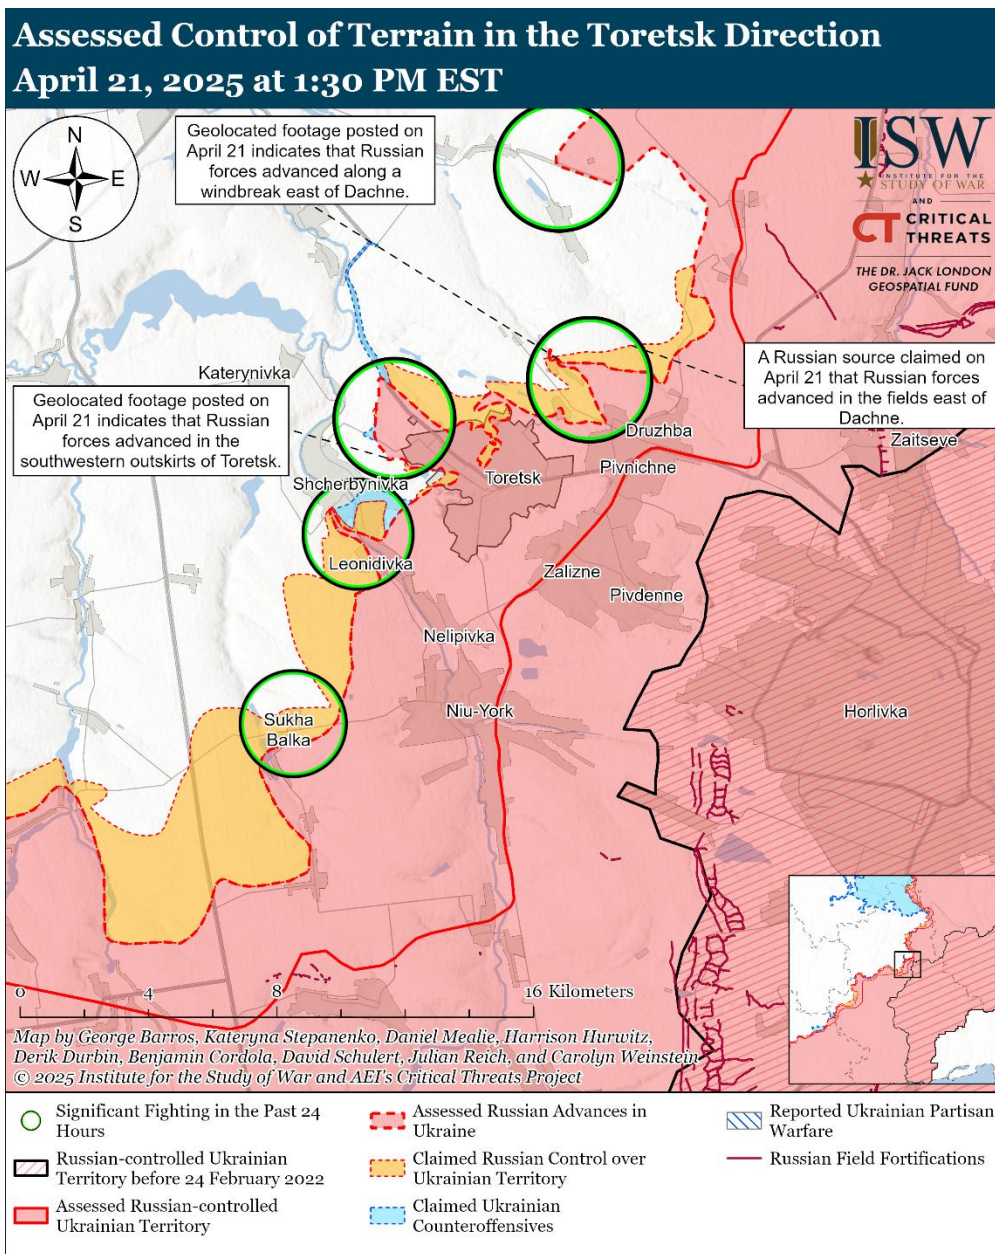 Assessed Control of Terrain in the Toretsk Direction
April 21, 2025 at 1:30 PM EST
N
W E
S
Geolocated footage posted on
April 21 indicates that Russian
forces advanced along a
windbreak east of Dachne.
ISW
INSTITUTE FOR THE
STUDY OF WAR
AND
CT CRITICAL
THREATS
THE DR. JACK LONDON
GEOSPATIAL FUND
A Russian source claimed on
April 21 that Russian forces
advanced in the fields east of
Dachne.
Katerynivka
Geolocated footage posted on
April 21 indicates that Russian
forces advanced in the
southwestern outskirts of Toretsk.
Druzhba
Zaitseve
Pivnichne
Toretsk
Shcherbynivka
Leonidivka
Zalizne
Pivdenne
Nelipivka
Niu-York
Horlivka
Sukha
Balka
0 4 8 16 Kilometers
Map by George Barros, Kateryna Stepanenko, Daniel Mealie, Harrison Hurwitz,
Derik Durbin, Benjamin Cordola, David Schulert, Julian Reich, and Carolyn Weinstein
© 2025 Institute for the Study of War and AEI's Critical Threats Project
Significant Fighting in the Past 24
Hours
Russian-controlled Ukrainian
Territory before 24 February 2022
Assessed Russian-controlled
Ukrainian Territory
Assessed Russian Advances in
Ukraine
Claimed Russian Control over
Ukrainian Territory
Claimed Ukrainian
Counteroffensives
Reported Ukrainian Partisan
Warfare
Russian Field Fortifications